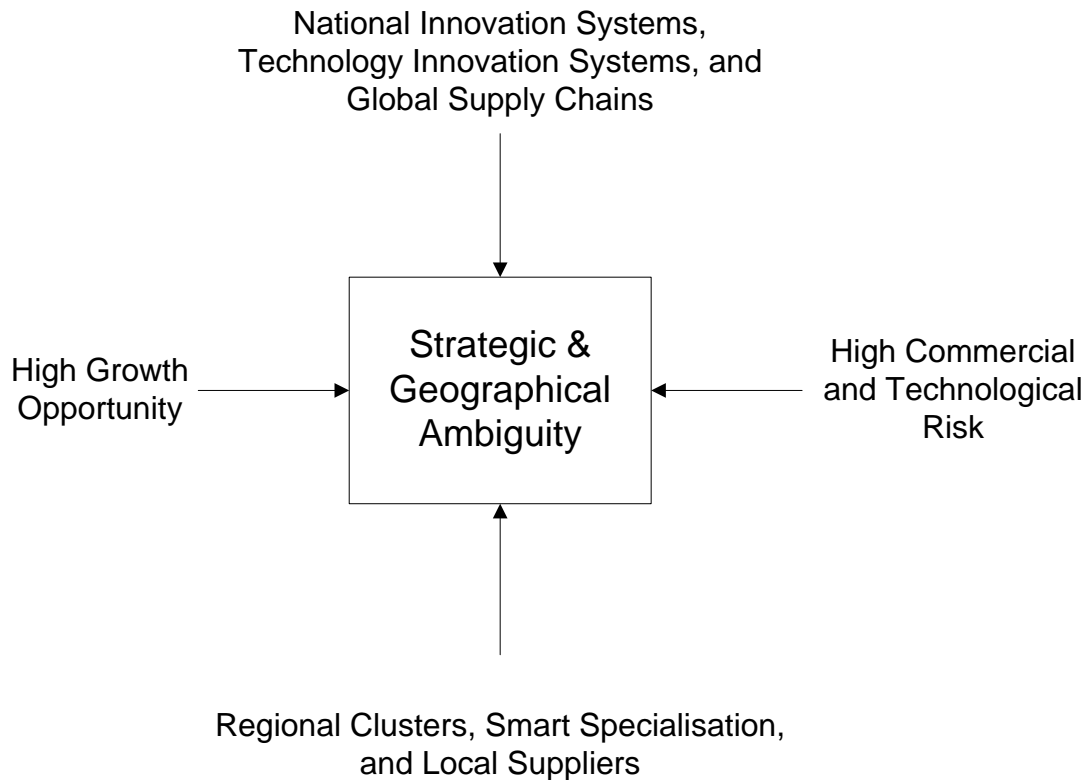 National Innovation Systems,
Technology Innovation Systems, and
Global Supply Chains
High Growth
Opportunity
Strategic &
Geographical
Ambiguity
High Commercial
and Technological
Risk
Regional Clusters, Smart Specialisation,
and Local Suppliers